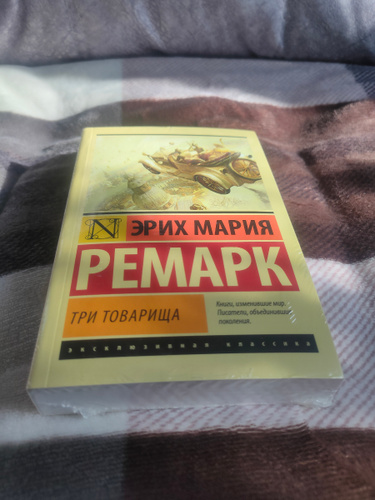 N ЭРИХ МАРИЯ
РЕМАРК
ТРИ ТОВАРИЩА
Книги, изменившие мир.
Писатели, объединившие
поколения.
ЭКСКЛЮЗИВНАЯ КЛАССИКА